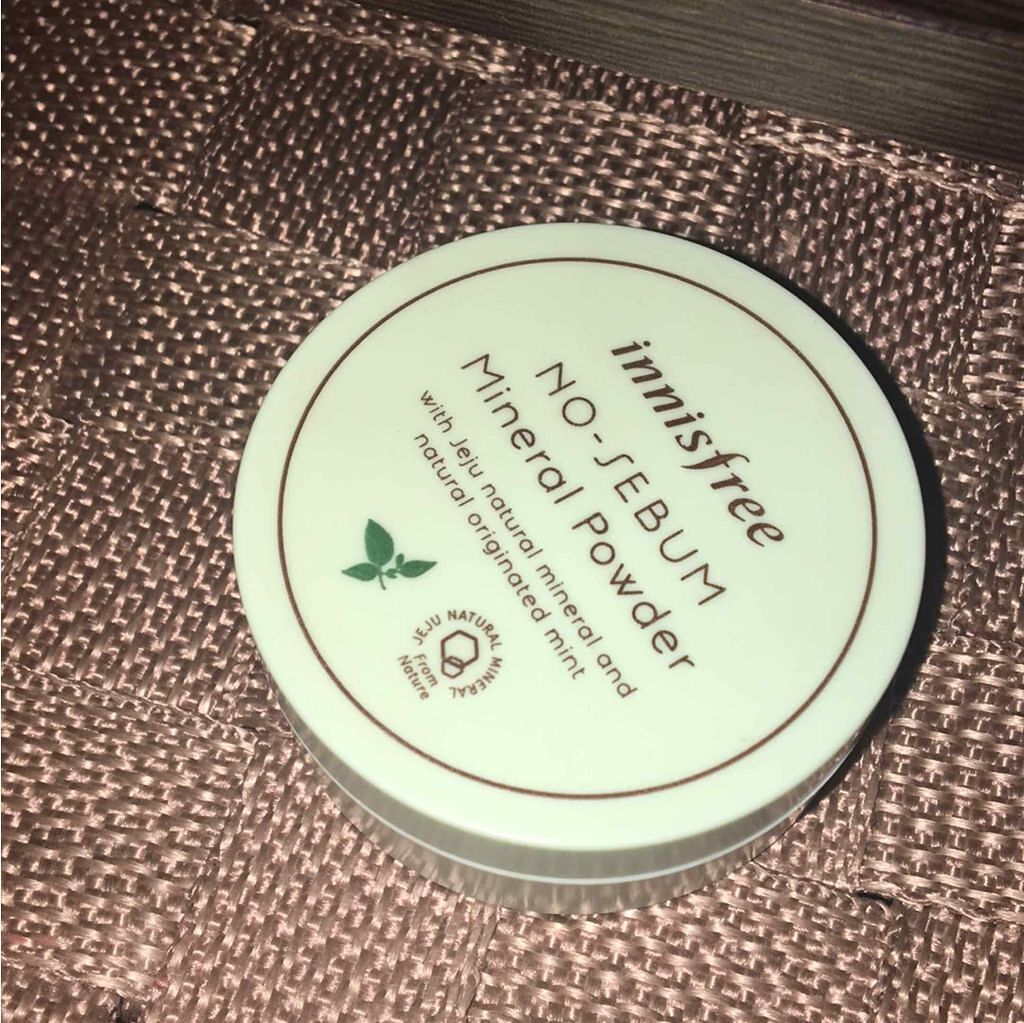 innisfree
NO-SEBUM
Mineral Powder
with Jeju natural mineral and
natural originated mint
JEJU NATURAL MINERAL
From
Nature